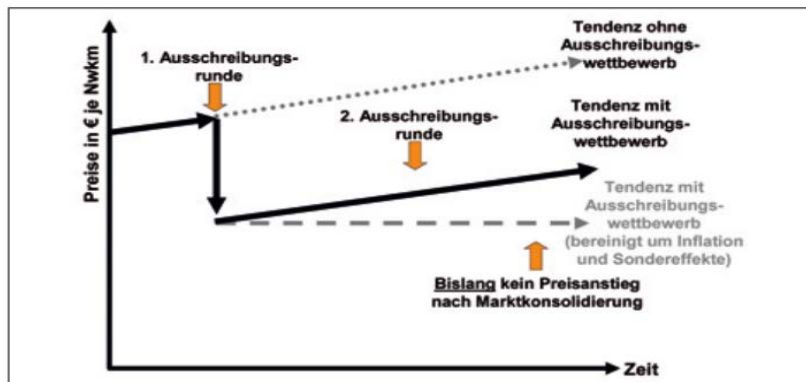 Preise in € je Nwkm
1. Ausschreibungs-
runde
Tendenz ohne
Ausschreibungs-
wettbewerb
2. Ausschreibungs-
runde
Tendenz mit
Ausschreibungs-
wettbewerb
Tendenz mit
Ausschreibungs-
wettbewerb
(bereinigt um Inflation
und Sondereffekte)
Bislang kein Preisanstieg
nach Marktkonsolidierung
Zeit